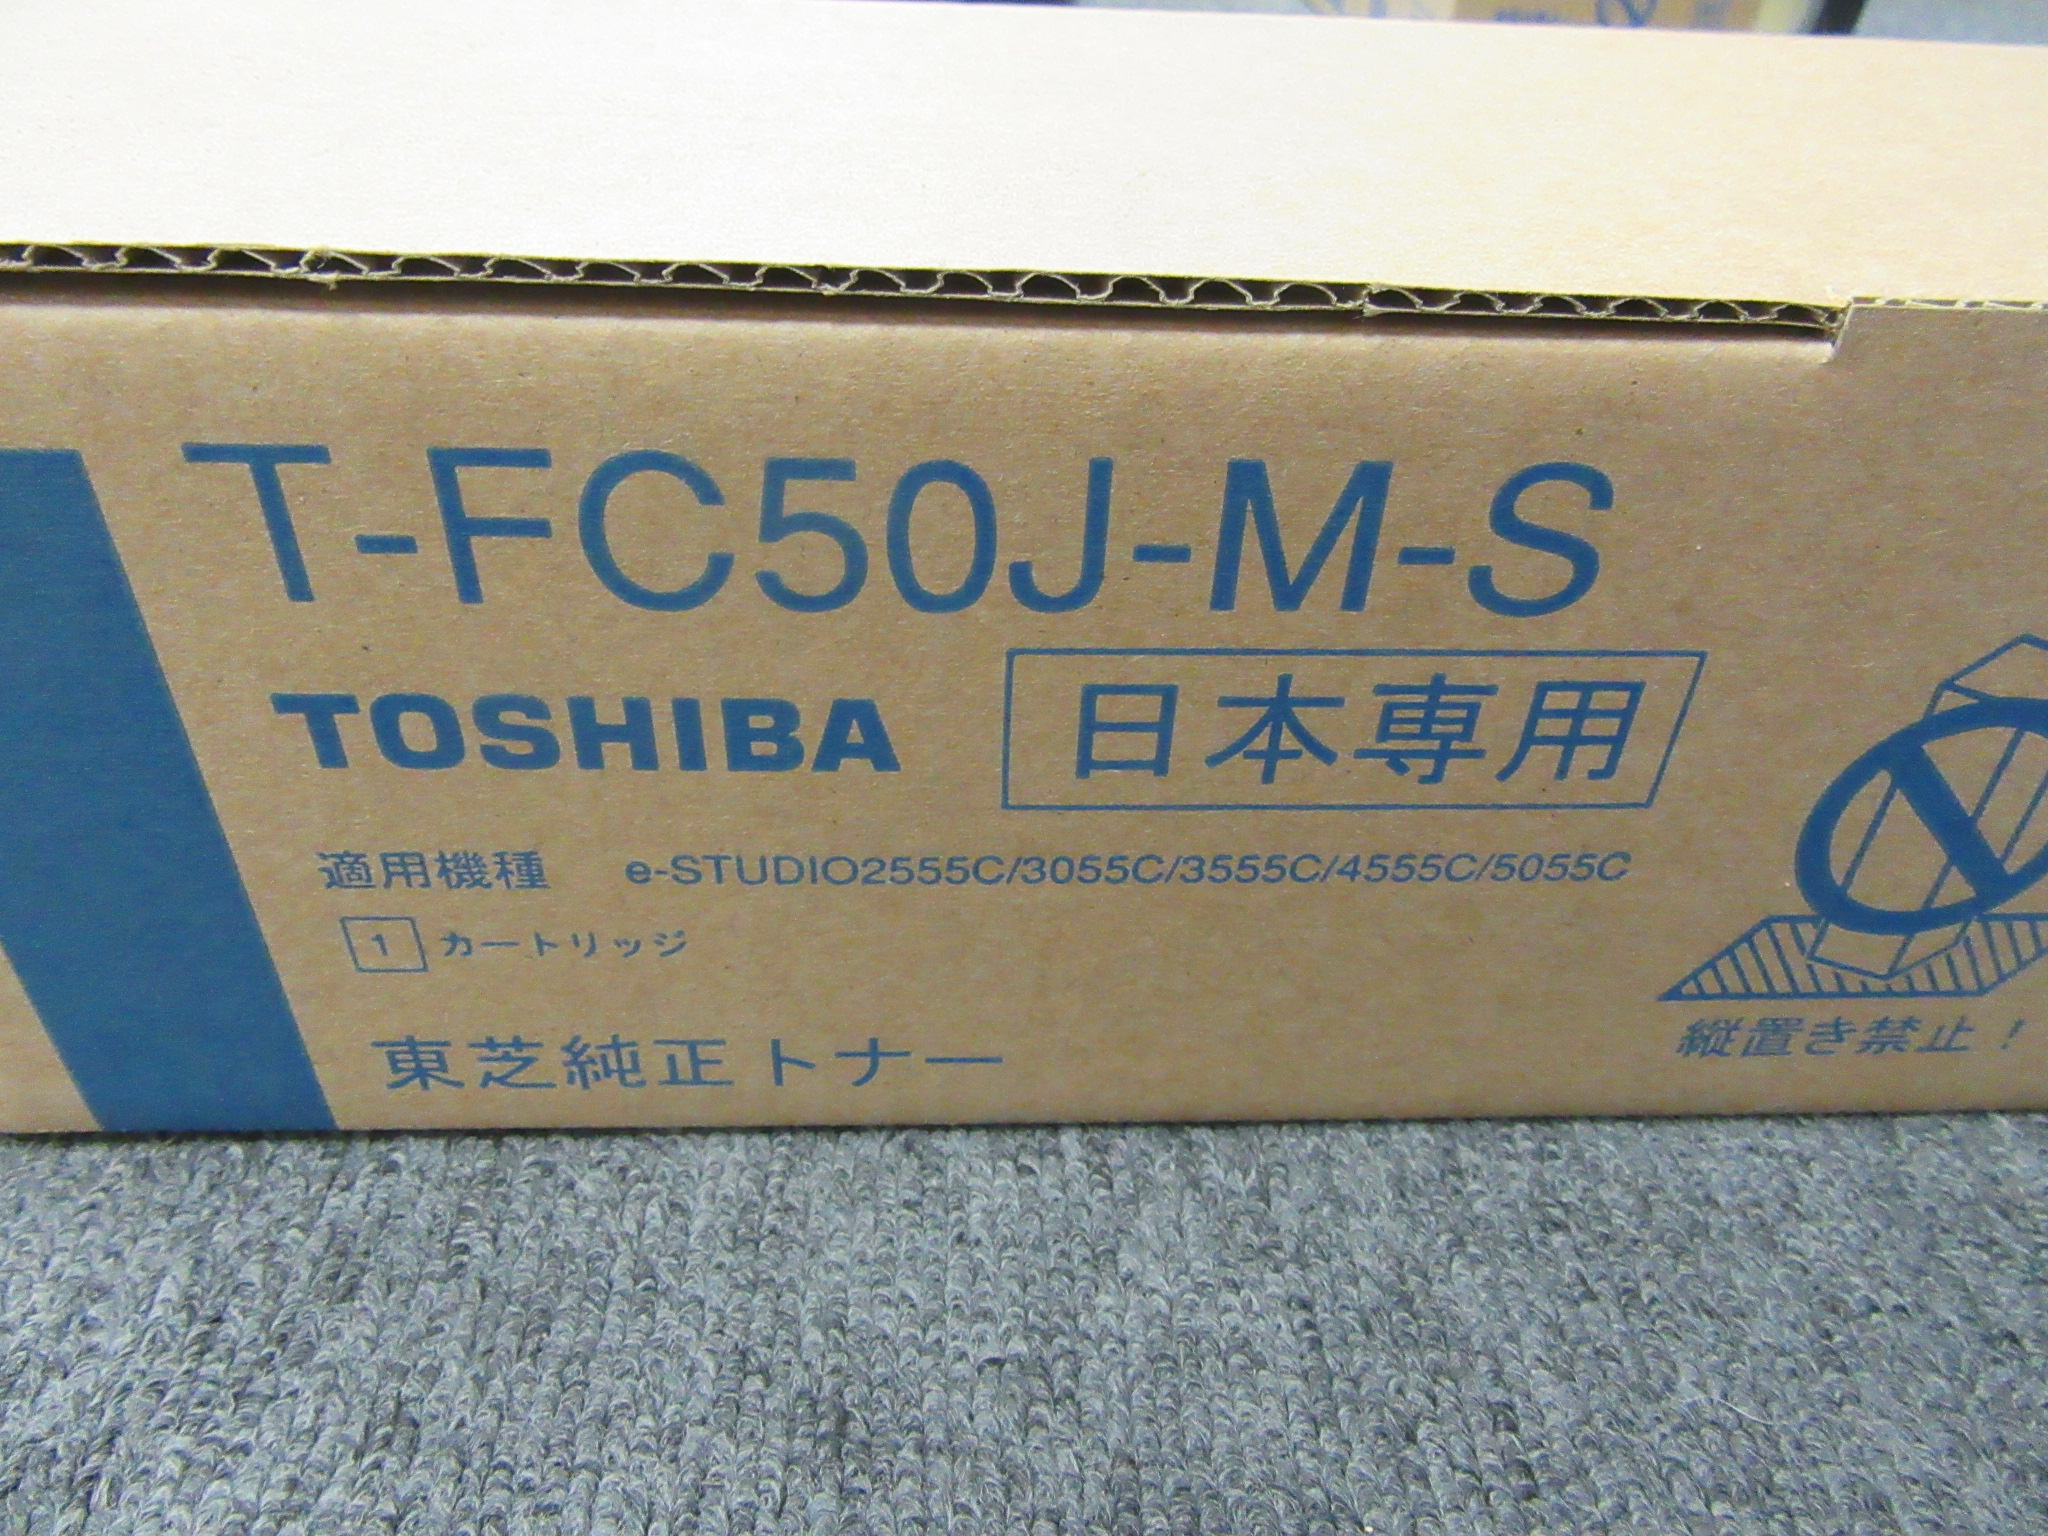 T-FC50J-M-S
TOSHIBA 日本専用
適用機種 e-STUDIO2555C/3055C/3555C/4555C/5055C
1 カートリッジ
縦置き禁止！
東芝純正トナー